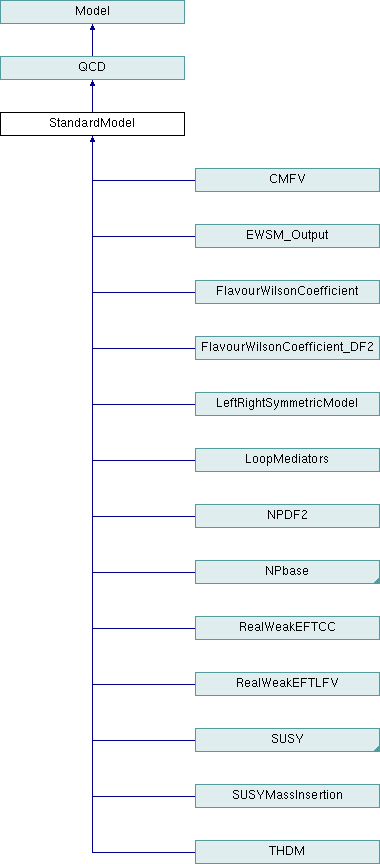 Model
QCD
StandardModel
CMFV
EWSM_Output
FlavourWilsonCoefficient
FlavourWilsonCoefficient_DF2
LeftRightSymmetricModel
LoopMediators
NPDF2
NPbase
RealWeakEFTCC
RealWeakEFTLFV
SUSY
SUSYMassInsertion
THDM